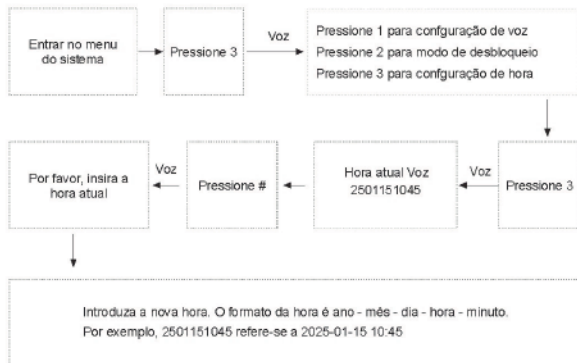 Entrar no menu
do sistema
Pressione 3
Voz
Pressione 1 para confguração de voz
Pressione 2 para modo de desbloqueio
Pressione 3 para confguração de hora
Por favor, insira a
hora atual
Voz
Pressione #
Hora atual Voz
2501151045
Voz
Pressione 3
Introduza a nova hora. O formato da hora é ano - mês - dia - hora - minuto.
Por exemplo, 2501151045 refere-se a 2025-01-15 10:45